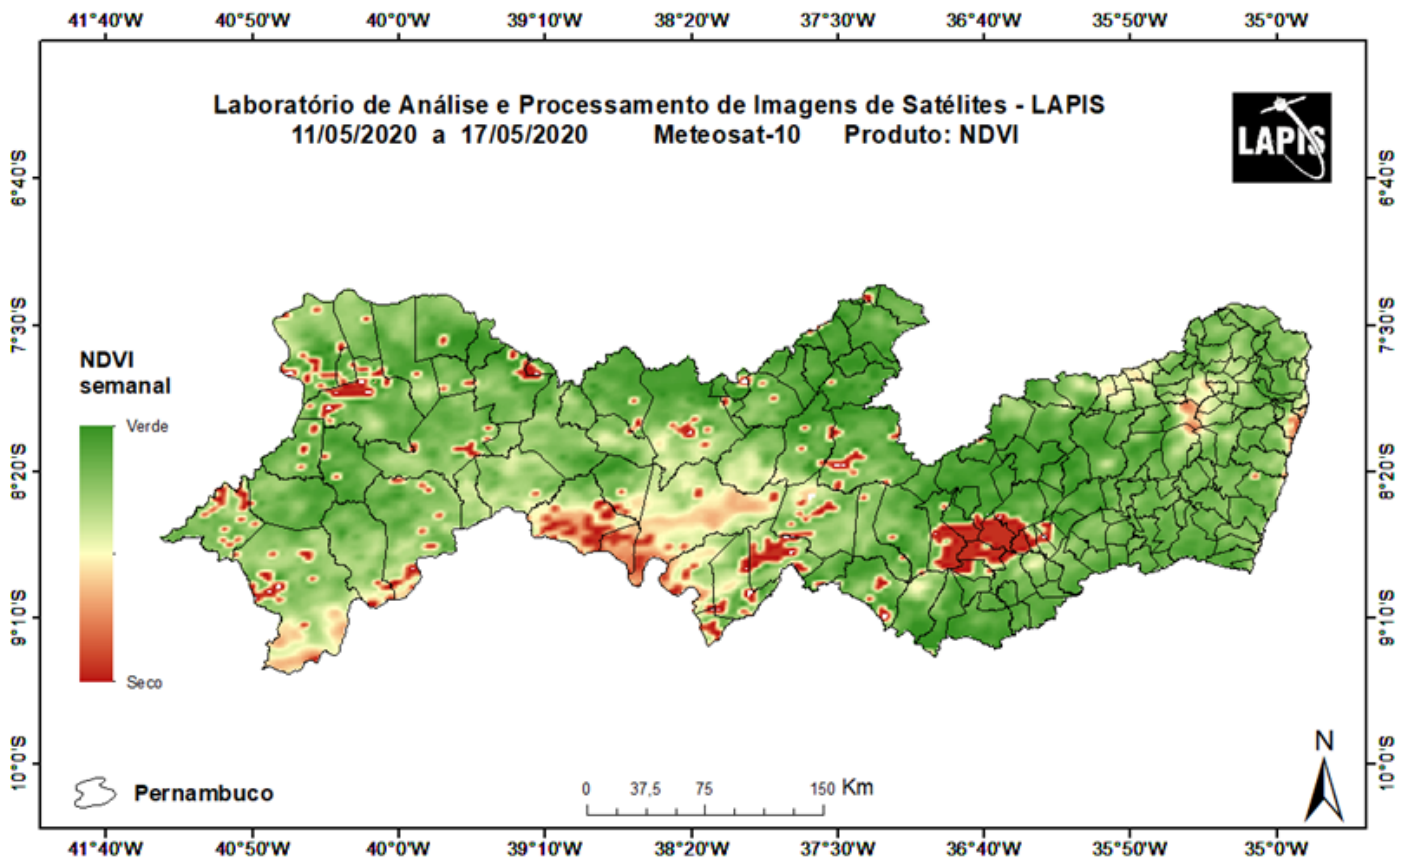 41°40'W 40°50'W 40°0'W 39°10'W 38°20'W 37°30'W 36°40'W 35°50'W 35°0'W
Laboratório de Análise e Processamento de Imagens de Satélites - LAPIS
11/05/2020 a 17/05/2020 Meteosat-10 Produto: NDVI
LAPIS
6°40'S 6°40'S
7°30'S 7°30'S
NDVI
semanal
Verde
8°20'S 8°20'S
9°10'S 9°10'S
Seco
N
10°0'S 10°0'S
Pernambuco
0 37,5 75 150 Km
41°40'W 40°50'W 40°0'W 39°10'W 38°20'W 37°30'W 36°40'W 35°50'W 35°0'W